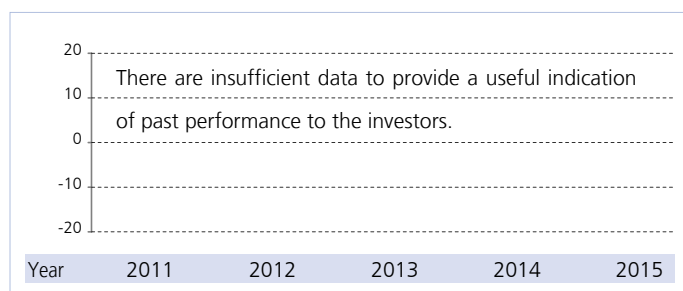 20
There are insufficient data to provide a useful indication
10
of past performance to the investors.
0
-10
-20
Year 2011 2012 2013 2014 2015